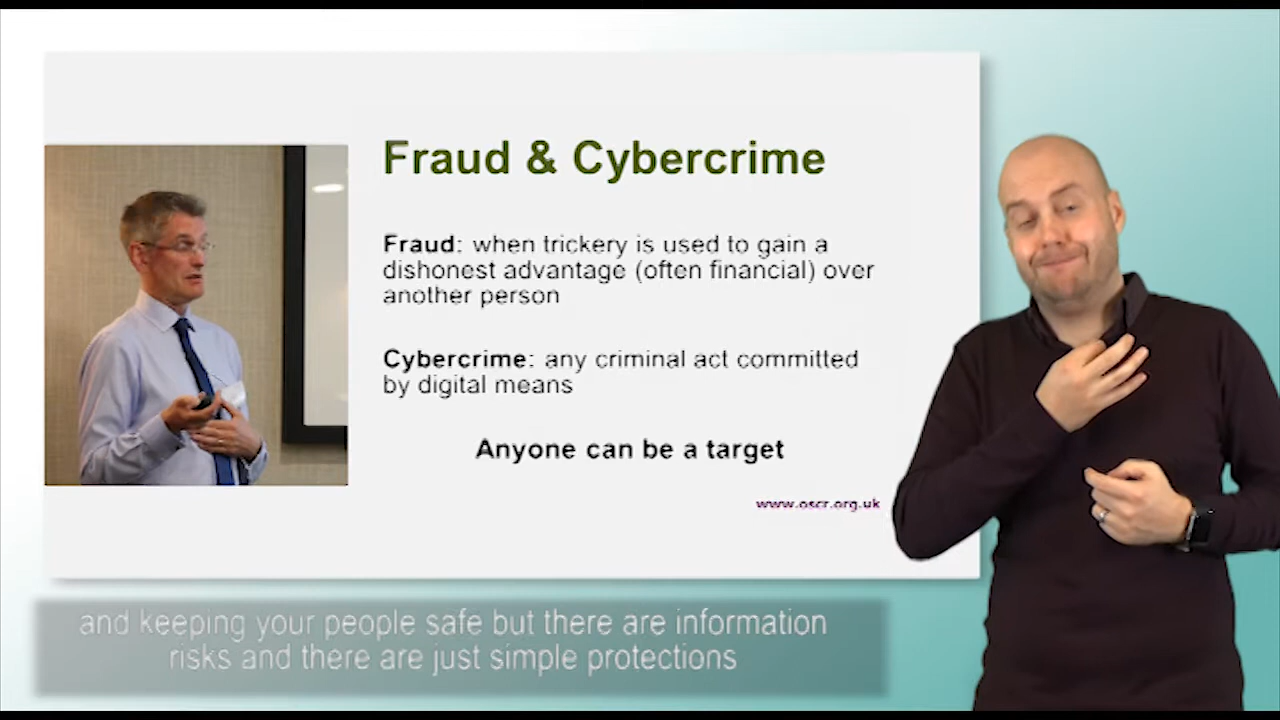 Fraud & Cybercrime
Fraud: when trickery is used to gain a
dishonest advantage (often financial) over
another person
Cybercrime: any criminal act committed
by digital means
Anyone can be a target
www.oscr.org.uk
and keeping your people safe but there are information
risks and there are just simple protections